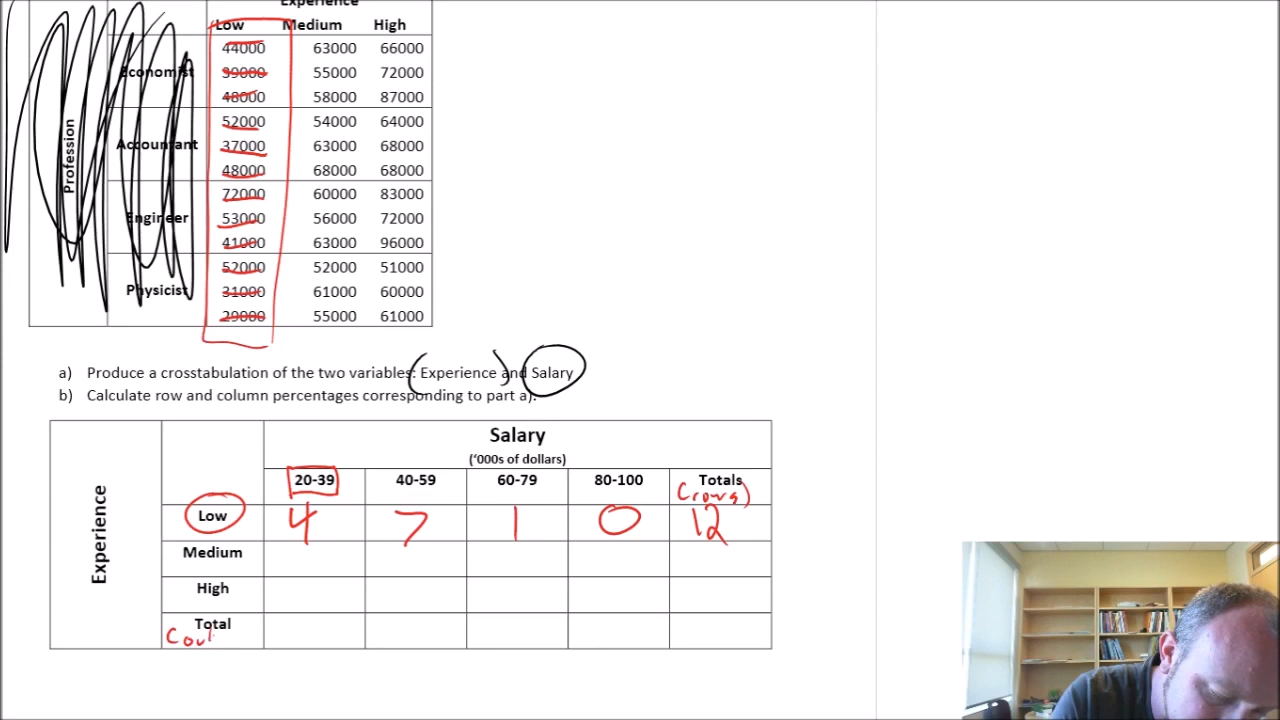 Experience
Low Medium High
44000 63000 66000
Economist 39000 55000 72000
48000 58000 87000
52000 54000 64000
Profession
Accountant 37000 63000 68000
48000 68000 68000
72000 60000 83000
Engineer 53000 56000 72000
41000 63000 96000
52000 52000 51000
Physicist 31000 61000 60000
29000 55000 61000
a) Produce a crosstabulation of the two variables: Experience and Salary
b) Calculate row and column percentages corresponding to part a).
Salary
('000s of dollars)
20-39 40-59 60-79 80-100 Totals
(rows)
Experience
Low 4 7 1 0 12
Medium
High
Total